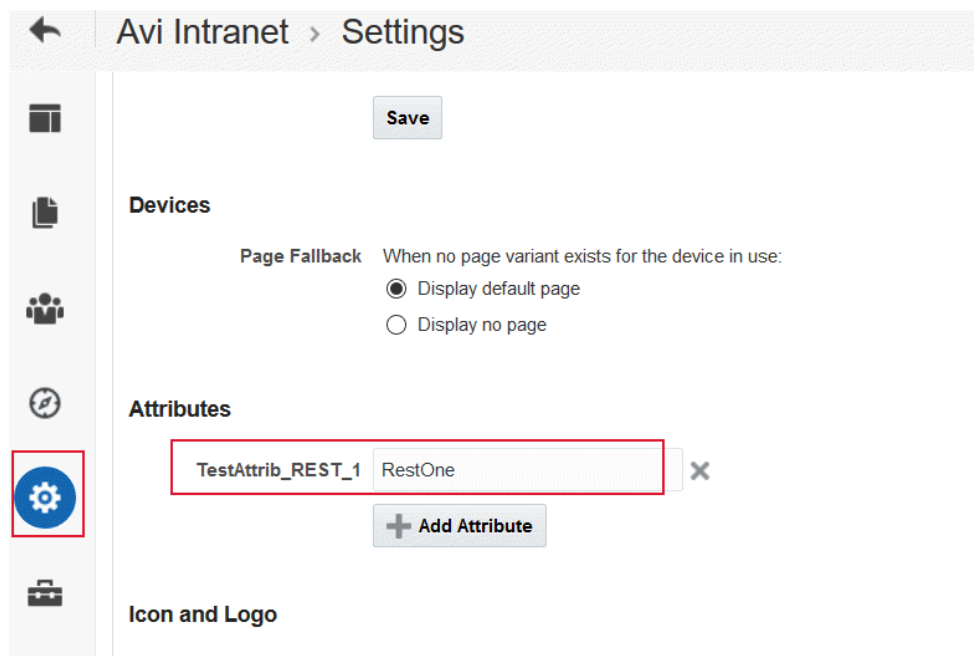 Avi Intranet > Settings
Save
Devices
Page Fallback When no page variant exists for the device in use:
Display default page
Display no page
Attributes
TestAttrib_REST_1 RestOne
Add Attribute
Icon and Logo